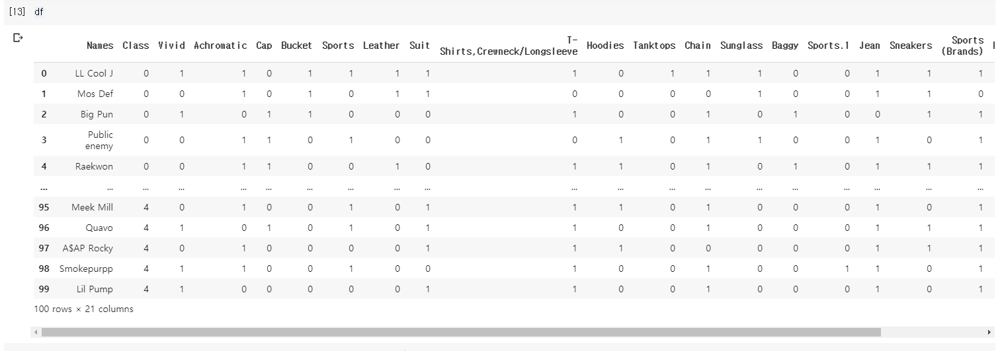 [13] df
Names Class Vivid Achromatic Cap Bucket Sports Leather Suit T-Shirts,Crewneck/Longsleeve Hoodies Tanktops Chain Sunglass Baggy Sports.1 Jean Sneakers Sports (Brands)
0 LL Cool J 0 1 1 0 1 1 1 1 1 0 1 1 1 0 0 1 1 1
1 Mos Def 0 0 1 0 1 0 1 1 0 0 0 0 1 0 0 1 1 0
2 Big Pun 0 1 0 1 1 0 0 0 1 0 0 1 0 1 0 0 1 1
3 Public enemy 0 0 1 1 0 1 0 0 0 1 0 1 1 0 0 1 0 1
4 Raekwon 0 0 1 1 0 0 1 0 1 1 0 1 0 1 0 1 1 1
... ... ... ... ... ... ... ... ... ... ... ... ... ... ... ... ... ... ... ...
95 Meek Mill 4 0 1 0 0 1 0 1 1 1 0 1 0 0 0 1 0 1
96 Quavo 4 1 0 1 0 1 0 1 1 0 0 1 0 0 0 1 1 1
97 A$AP Rocky 4 0 1 0 0 0 0 1 1 1 0 0 0 0 0 1 1 1
98 Smokepurpp 4 1 1 0 0 1 0 0 1 0 0 1 0 0 1 1 0 1
99 Lil Pump 4 1 0 0 0 0 0 1 1 0 0 1 0 0 0 1 0 1
100 rows × 21 columns